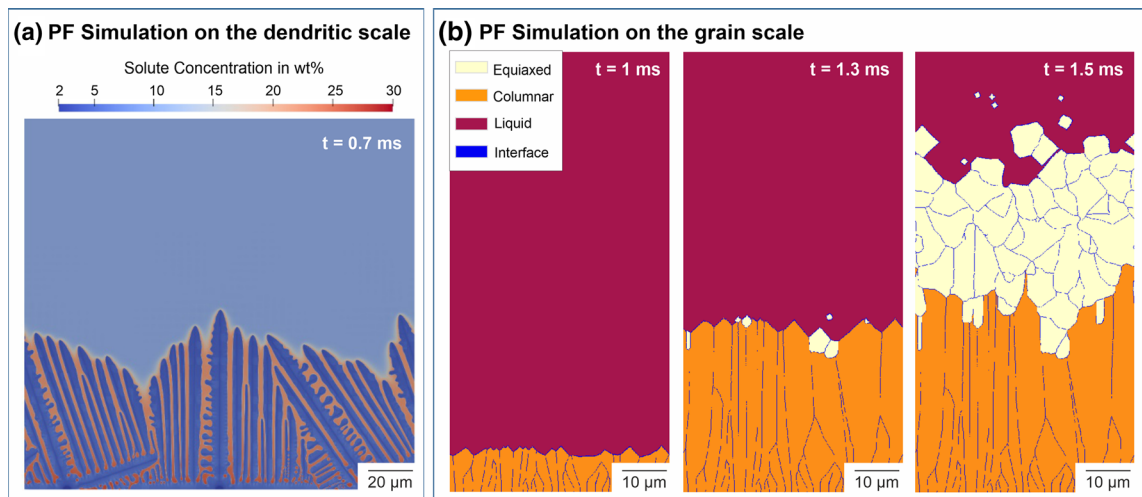 (a) PF Simulation on the dendritic scale
Solute Concentration in wt%
2 5 10 15 20 25 30
t = 0.7 ms
20 µm
(b) PF Simulation on the grain scale
Equiaxed
Columnar
Liquid
Interface
t = 1 ms
10 µm
t = 1.3 ms
10 µm
t = 1.5 ms
10 µm